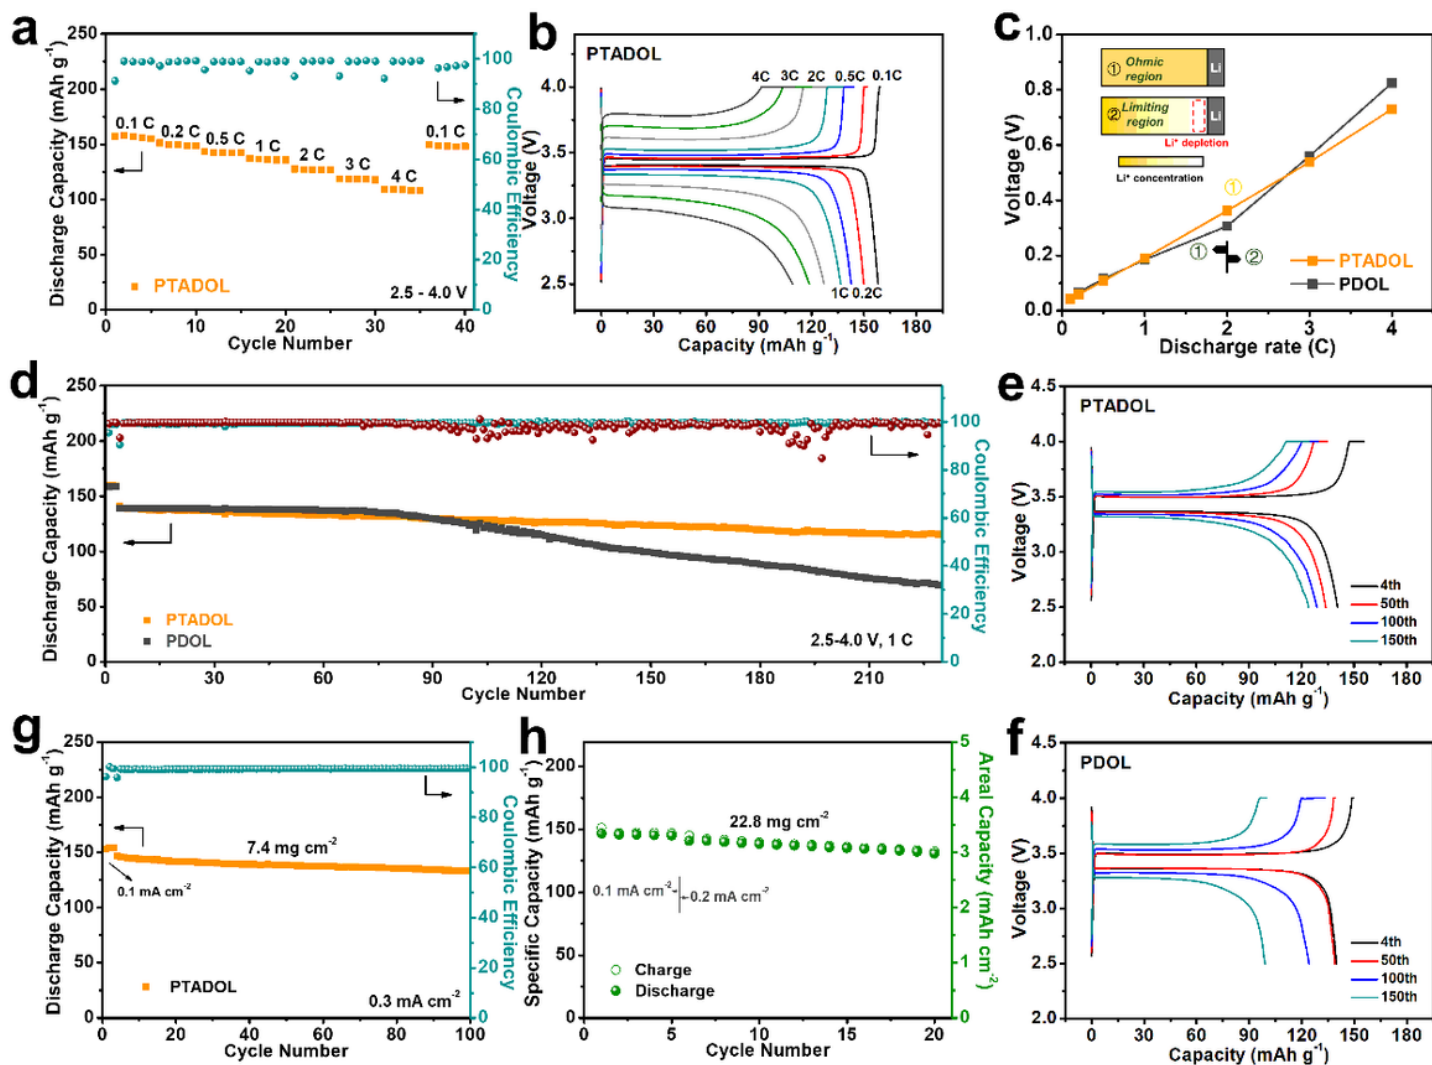 a
Discharge Capacity (mAh g⁻¹)
250
200
150
100
50
0
0.1 C
0.2 C
0.5 C
1 C
2 C
3 C
4 C
0.1 C
PTADOL
2.5 - 4.0 V
0
10
20
30
40
Cycle Number
100
80
60
40
20
0
Coulombic Efficiency
b
PTADOL
Voltage (V)
4.0
3.5
3.0
2.5
4C
3C
2C
0.5C
0.1C
1C
0.2C
0
30
60
90
120
150
180
Capacity (mAh g⁻¹)
c
Voltage (V)
1.0
0.8
0.6
0.4
0.2
0.0
① Ohmic
region
Li
② Limiting
region
Li
Li⁺ depletion
Li⁺ concentration
①
①
②
PTADOL
PDOL
0
1
2
3
4
Discharge rate (C)
d
Discharge Capacity (mAh g⁻¹)
250
200
150
100
50
0
PTADOL
PDOL
2.5-4.0 V, 1 C
0
30
60
90
120
150
180
210
Cycle Number
100
80
60
40
20
0
Coulombic Efficiency
e
PTADOL
Voltage (V)
4.5
4.0
3.5
3.0
2.5
2.0
4th
50th
100th
150th
0
30
60
90
120
150
180
Capacity (mAh g⁻¹)
g
Discharge Capacity (mAh g⁻¹)
250
200
150
100
50
0
7.4 mg cm⁻²
0.1 mA cm⁻²
PTADOL
0.3 mA cm⁻²
0
20
40
60
80
100
Cycle Number
100
80
60
40
20
0
Coulombic Efficiency
h
Specific Capacity (mAh g⁻¹)
200
150
100
50
0
22.8 mg cm⁻²
0.1 mA cm⁻²
0.2 mA cm⁻²
Charge
Discharge
0
5
10
15
20
Cycle Number
5
4
3
2
1
0
Areal Capacity (mAh cm⁻²)
f
PDOL
Voltage (V)
4.5
4.0
3.5
3.0
2.5
2.0
4th
50th
100th
150th
0
30
60
90
120
150
180
Capacity (mAh g⁻¹)